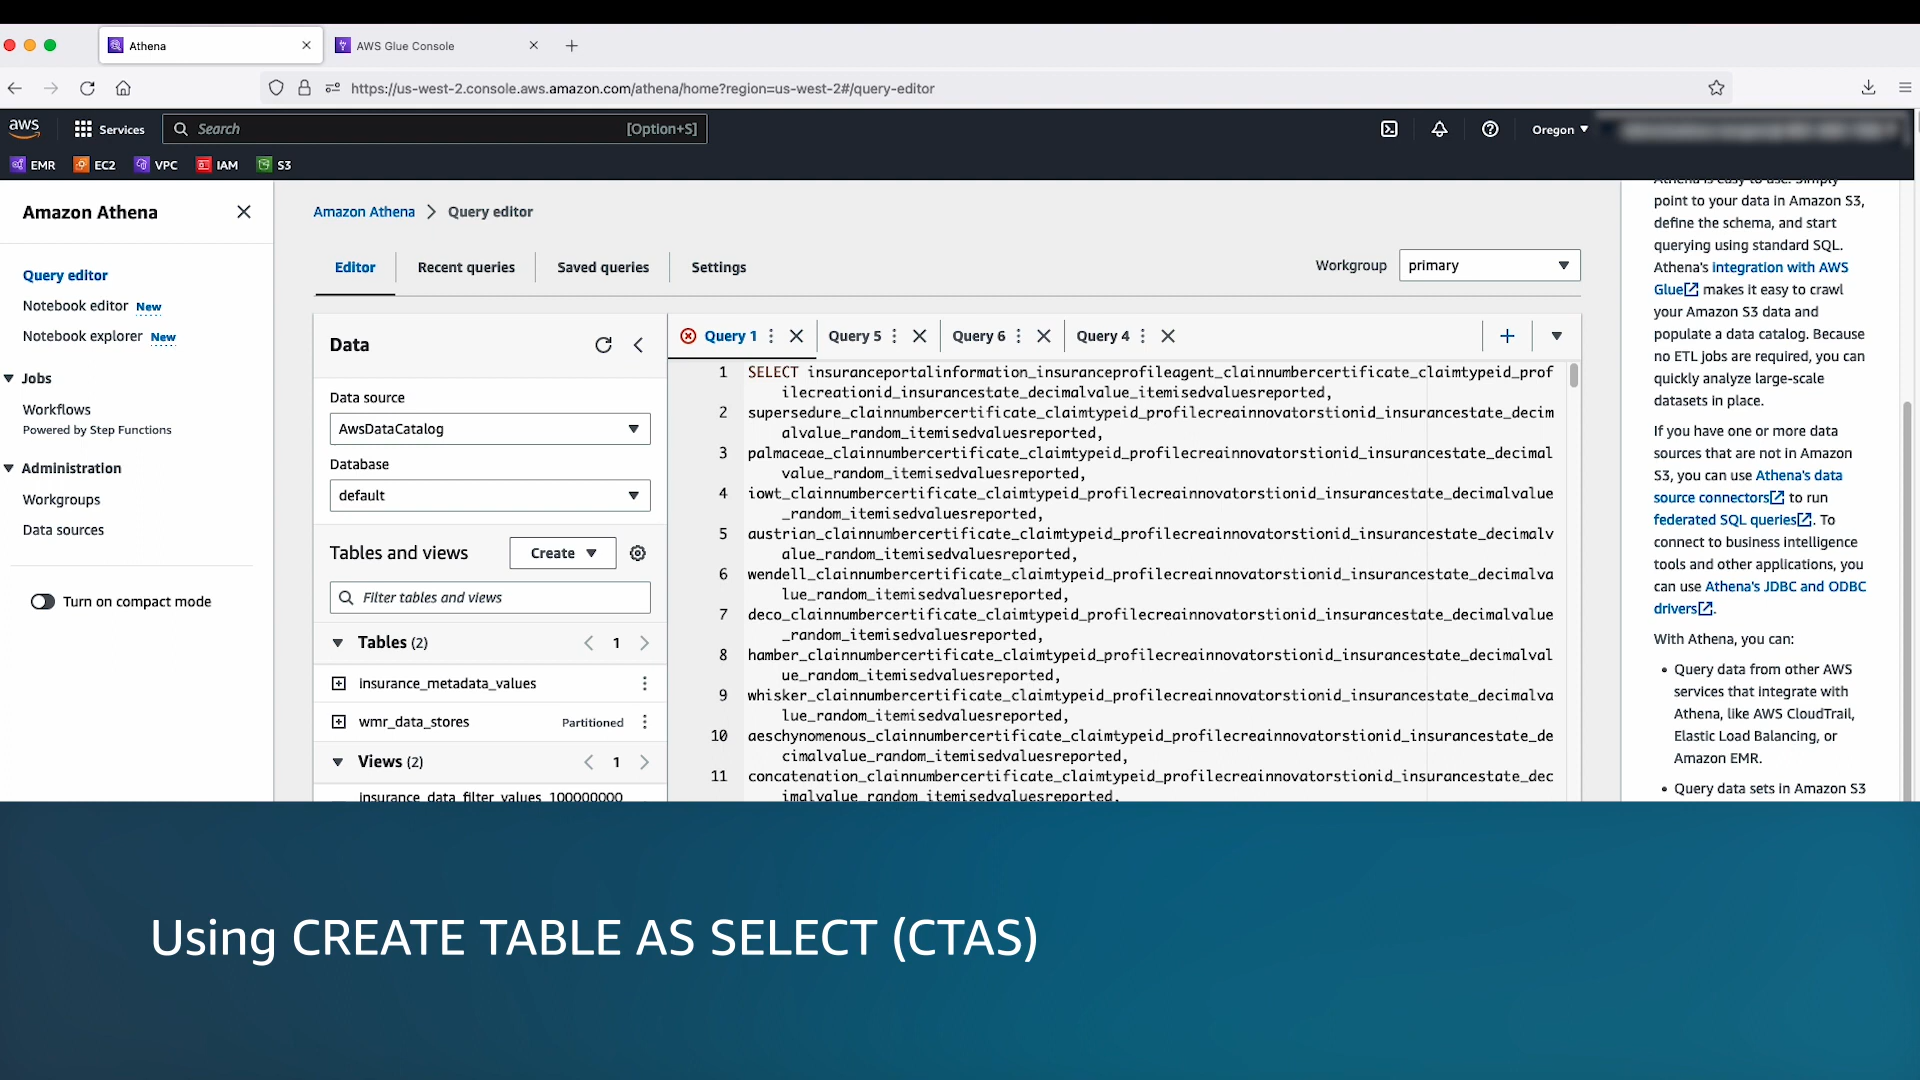 Athena
AWS Glue Console
https://us-west-2.console.aws.amazon.com/athena/home?region=us-west-2#/query-editor
aws
Services
Search
[Option+S]
Oregon
EMR
EC2
VPC
IAM
S3
Amazon Athena
Query editor
Notebook editor New
Notebook explorer New
Jobs
Workflows
Powered by Step Functions
Administration
Workgroups
Data sources
Turn on compact mode
Amazon Athena > Query editor
Editor
Recent queries
Saved queries
Settings
Workgroup
primary
Data
Data source
AwsDataCatalog
Database
default
Tables and views
Create
Filter tables and views
Tables (2)
< 1 >
insurance_metadata_values
wmr_data_stores
Partitioned
Views (2)
< 1 >
insurance_data_filter_values_100000000
Query 1
Query 5
Query 6
Query 4
1 SELECT insuranceportalinformation_insuranceprofileagent_clainnumbercertificate_claimtypeid_prof
ilecreationid_insurancestate_decimalvalue_itemisedvaluesreported,
2 supersedure_clainnumbercertificate_claimtypeid_profilecreainnovatorstionid_insurancestate_decim
alvalue_random_itemisedvaluesreported,
3 palmaceae_clainnumbercertificate_claimtypeid_profilecreainnovatorstionid_insurancestate_decimal
value_random_itemisedvaluesreported,
4 iowt_clainnumbercertificate_claimtypeid_profilecreainnovatorstionid_insurancestate_decimalvalue
_random_itemisedvaluesreported,
5 austrian_clainnumbercertificate_claimtypeid_profilecreainnovatorstionid_insurancestate_decimalv
alue_random_itemisedvaluesreported,
6 wendell_clainnumbercertificate_claimtypeid_profilecreainnovatorstionid_insurancestate_decimalva
lue_random_itemisedvaluesreported,
7 deco_clainnumbercertificate_claimtypeid_profilecreainnovatorstionid_insurancestate_decimalvalue
_random_itemisedvaluesreported,
8 hamber_clainnumbercertificate_claimtypeid_profilecreainnovatorstionid_insurancestate_decimalval
ue_random_itemisedvaluesreported,
9 whisker_clainnumbercertificate_claimtypeid_profilecreainnovatorstionid_insurancestate_decimalva
lue_random_itemisedvaluesreported,
10 aeschynomenous_clainnumbercertificate_claimtypeid_profilecreainnovatorstionid_insurancestate_de
cimalvalue_random_itemisedvaluesreported,
11 concatenation_clainnumbercertificate_claimtypeid_profilecreainnovatorstionid_insurancestate_dec
imalvalue_random_itemisedvaluesreported,
Athena is easy to use. Simply
point to your data in Amazon S3,
define the schema, and start
querying using standard SQL.
Athena's integration with AWS
Glue makes it easy to crawl
your Amazon S3 data and
populate a data catalog. Because
no ETL jobs are required, you can
quickly analyze large-scale
datasets in place.
If you have one or more data
sources that are not in Amazon
S3, you can use Athena's data
source connectors to run
federated SQL queries. To
connect to business intelligence
tools and other applications, you
can use Athena's JDBC and ODBC
drivers.
With Athena, you can:
• Query data from other AWS
services that integrate with
Athena, like AWS CloudTrail,
Elastic Load Balancing, or
Amazon EMR.
• Query data sets in Amazon S3
Using CREATE TABLE AS SELECT (CTAS)